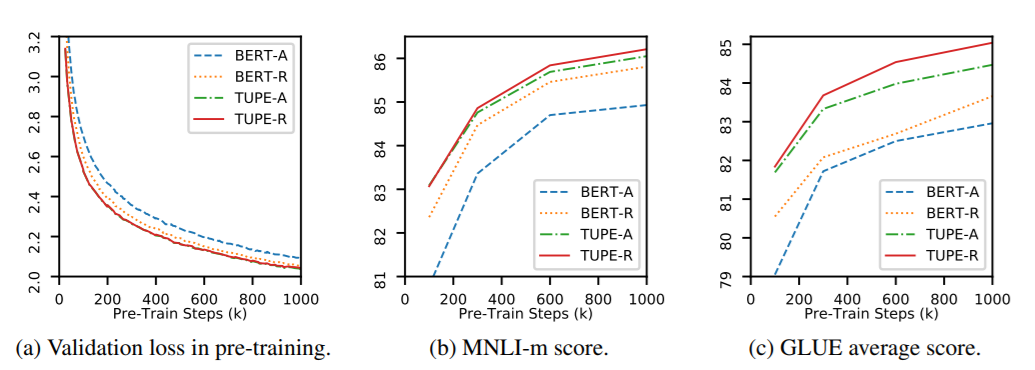 3.2
3.0
2.8
2.6
2.4
2.2
2.0
0 200 400 600 800 1000
Pre-Train Steps (k)
BERT-A
BERT-R
TUPE-A
TUPE-R
(a) Validation loss in pre-training.
86
85
84
83
82
81
0 200 400 600 800 1000
Pre-Train Steps (k)
BERT-A
BERT-R
TUPE-A
TUPE-R
(b) MNLI-m score.
85
84
83
82
81
80
79
0 200 400 600 800 1000
Pre-Train Steps (k)
BERT-A
BERT-R
TUPE-A
TUPE-R
(c) GLUE average score.